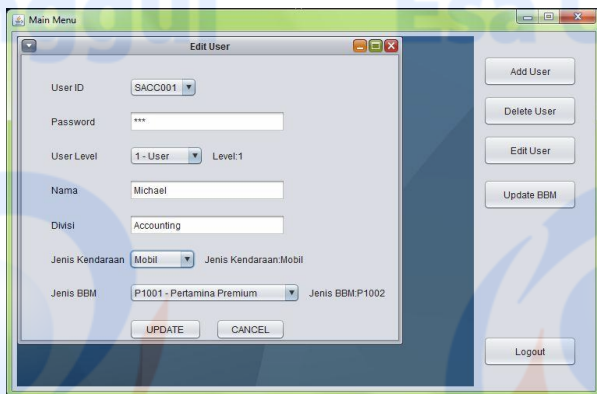 Main Menu
Edit User
User ID SACC001
Password ***
User Level 1 - User Level:1
Nama Michael
Divisi Accounting
Jenis Kendaraan Mobil Jenis Kendaraan:Mobil
Jenis BBM P1001 - Pertamina Premium Jenis BBM:P1002
UPDATE CANCEL
Add User
Delete User
Edit User
Update BBM
Logout
Esa